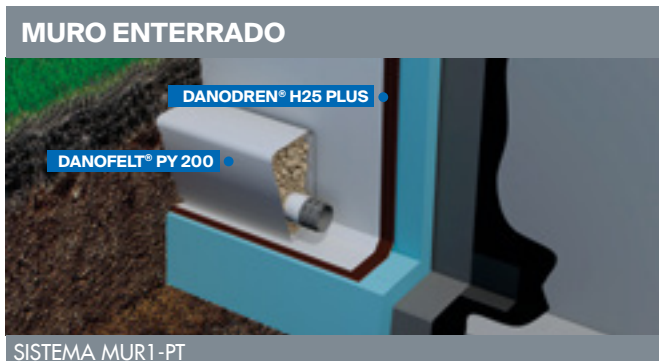 MURO ENTERRADO
DANODREN® H25 PLUS
DANOFELT® PY 200
SISTEMA MUR1-PT